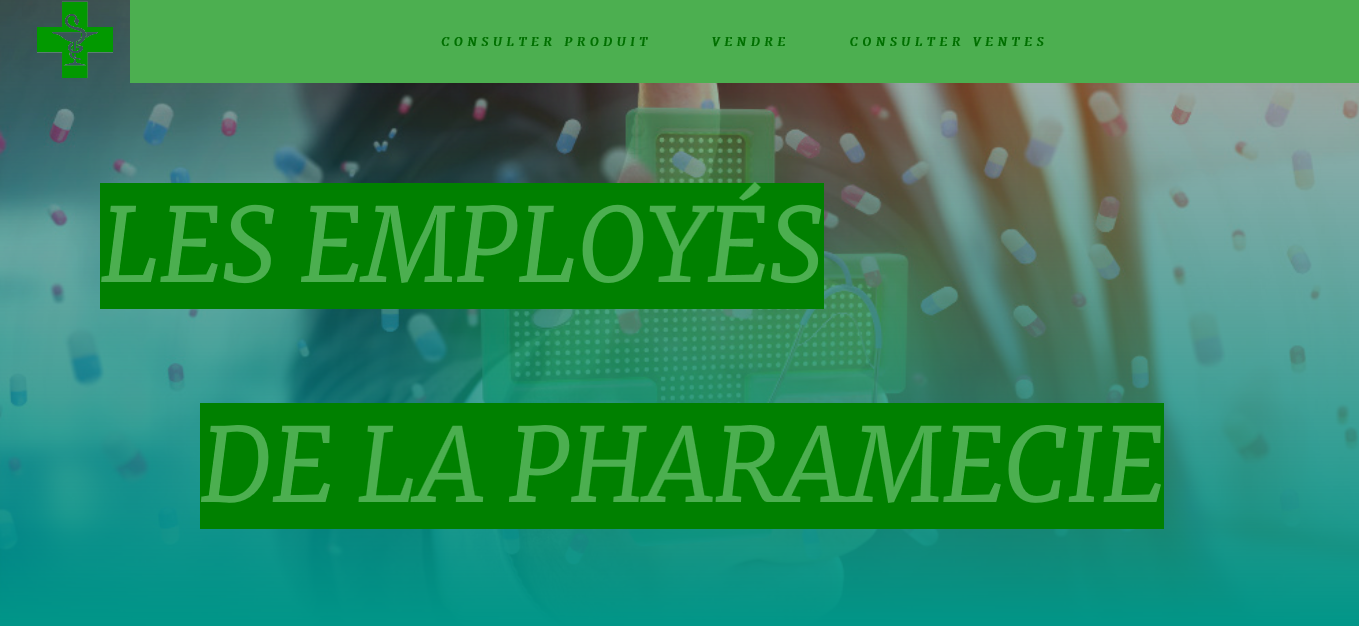 CONSULTER PRODUIT VENDRE CONSULTER VENTES
LES EMPLOYÉS
DE LA PHARAMECIE